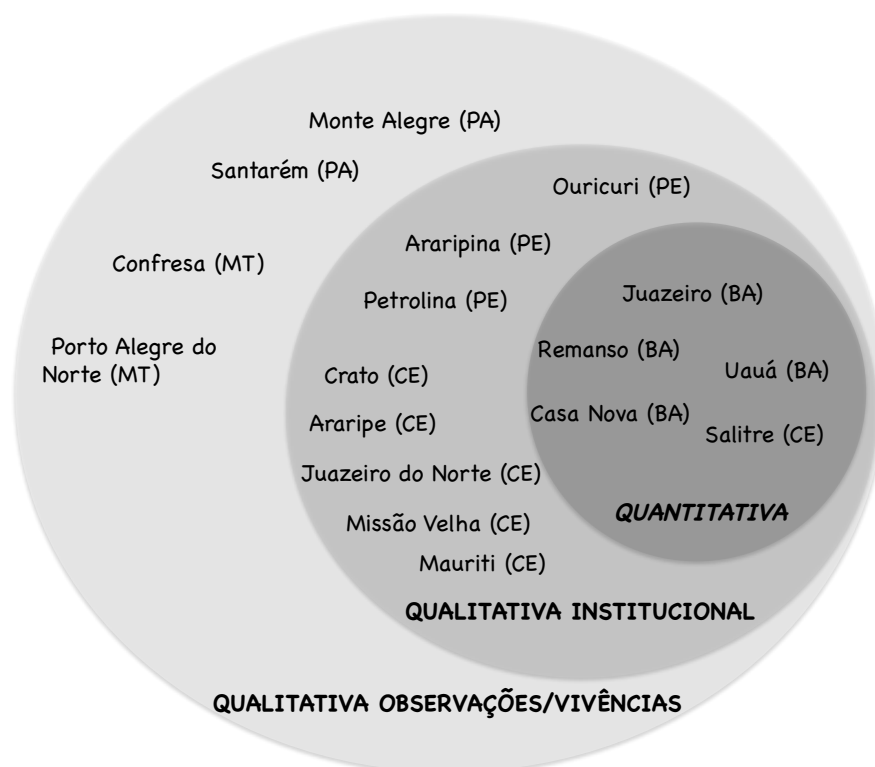 Monte Alegre (PA)
Santarém (PA)
Ouricuri (PE)
Araripina (PE)
Confresa (MT)
Petrolina (PE)
Juazeiro (BA)
Porto Alegre do
Norte (MT)
Remanso (BA)
Uauá (BA)
Crato (CE)
Casa Nova (BA)
Araripe (CE)
Salitre (CE)
Juazeiro do Norte (CE)
Missão Velha (CE)
QUANTITATIVA
Mauriti (CE)
QUALITATIVA INSTITUCIONAL
QUALITATIVA OBSERVAÇÕES/VIVÊNCIAS